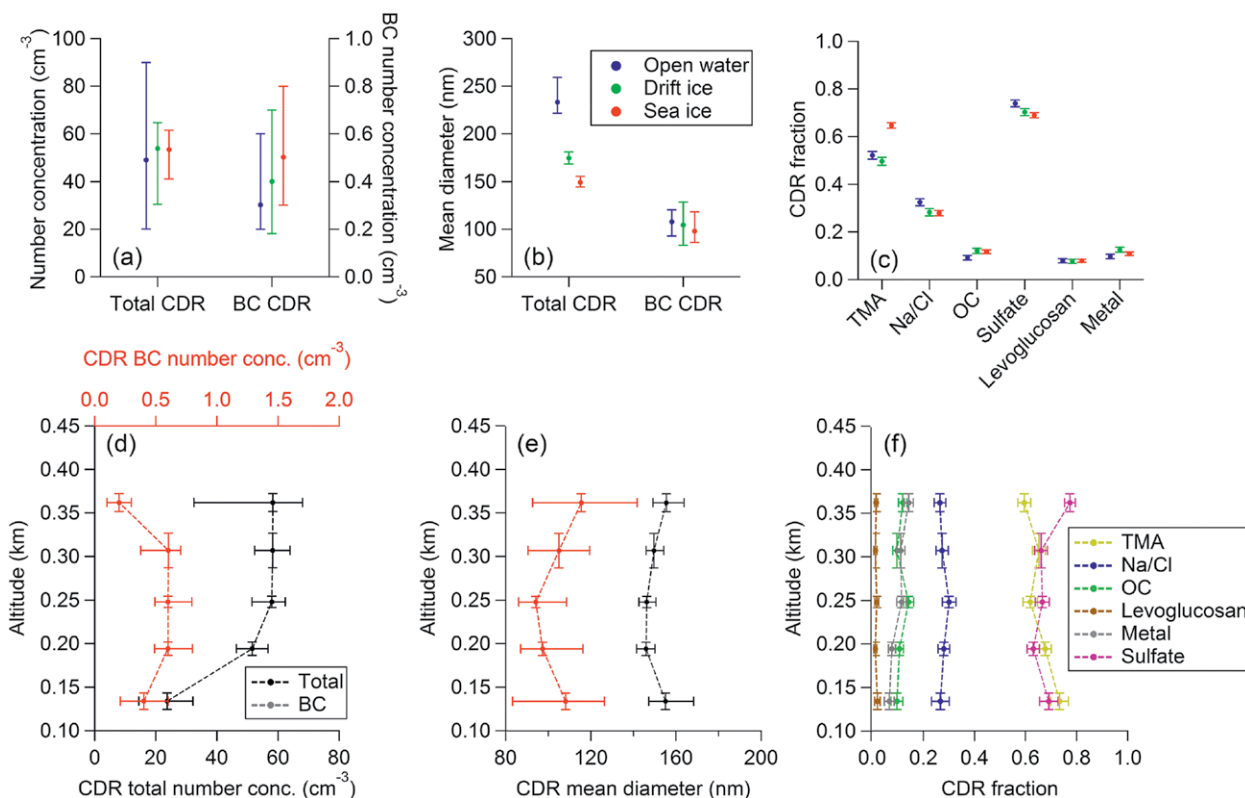 Number concentration (cm-3)
100
80
60
40
20
0
(a)
Total CDR
BC CDR
1.0
0.8
0.6
0.4
0.2
0.0
BC number concentration (cm-3)
Mean diameter (nm)
300
250
200
150
100
50
Open water
Drift ice
Sea ice
(b)
Total CDR
BC CDR
CDR fraction
1.0
0.8
0.6
0.4
0.2
0.0
(c)
TMA
Na/Cl
OC
Sulfate
Levoglucosan
Metal
CDR BC number conc. (cm-3)
0.0 0.5 1.0 1.5 2.0
(d)
Altitude (km)
0.45
0.40
0.35
0.30
0.25
0.20
0.15
0.10
Total
BC
0 20 40 60 80
CDR total number conc. (cm-3)
(e)
Altitude (km)
0.45
0.40
0.35
0.30
0.25
0.20
0.15
0.10
80 120 160 200
CDR mean diameter (nm)
(f)
Altitude (km)
0.45
0.40
0.35
0.30
0.25
0.20
0.15
0.10
TMA
Na/Cl
OC
Levoglucosan
Metal
Sulfate
0.0 0.2 0.4 0.6 0.8 1.0
CDR fraction